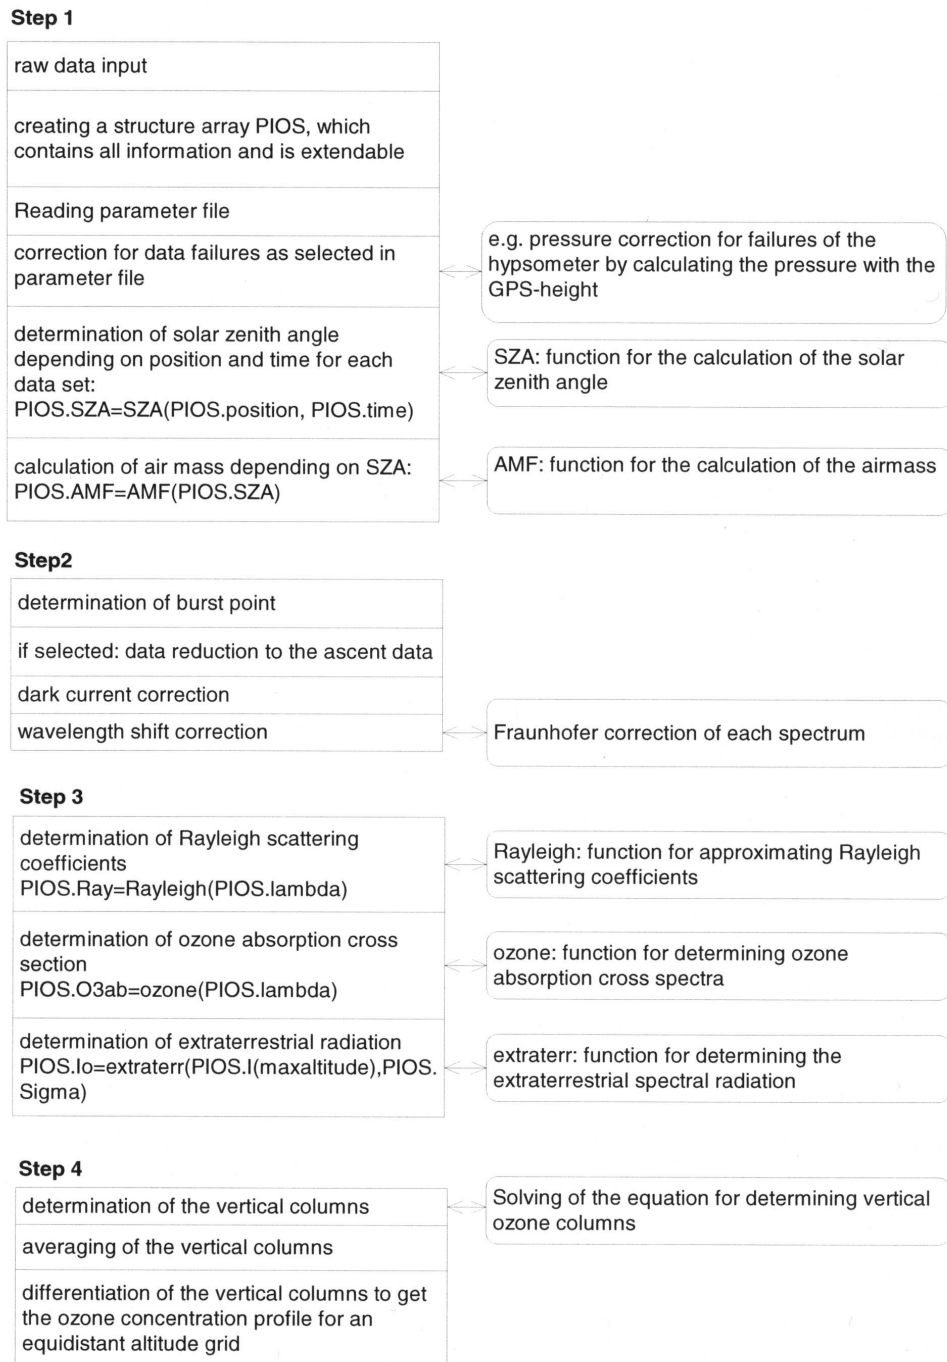 Step 1
raw data input
creating a structure array PIOS, which
contains all information and is extendable
Reading parameter file
correction for data failures as selected in
parameter file
e.g. pressure correction for failures of the
hypsometer by calculating the pressure with the
GPS-height
determination of solar zenith angle
depending on position and time for each
data set:
PIOS.SZA=SZA(PIOS.position, PIOS.time)
SZA: function for the calculation of the solar
zenith angle
calculation of air mass depending on SZA:
PIOS.AMF=AMF(PIOS.SZA)
AMF: function for the calculation of the airmass
Step2
determination of burst point
if selected: data reduction to the ascent data
dark current correction
wavelength shift correction
Fraunhofer correction of each spectrum
Step 3
determination of Rayleigh scattering
coefficients
PIOS.Ray=Rayleigh(PIOS.lambda)
Rayleigh: function for approximating Rayleigh
scattering coefficients
determination of ozone absorption cross
section
PIOS.O3ab=ozone(PIOS.lambda)
ozone: function for determining ozone
absorption cross spectra
determination of extraterrestrial radiation
PIOS.Io=extraterr(PIOS.I(maxaltitude),PIOS.
Sigma)
extraterr: function for determining the
extraterrestrial spectral radiation
Step 4
determination of the vertical columns
Solving of the equation for determining vertical
ozone columns
averaging of the vertical columns
differentiation of the vertical columns to get
the ozone concentration profile for an
equidistant altitude grid